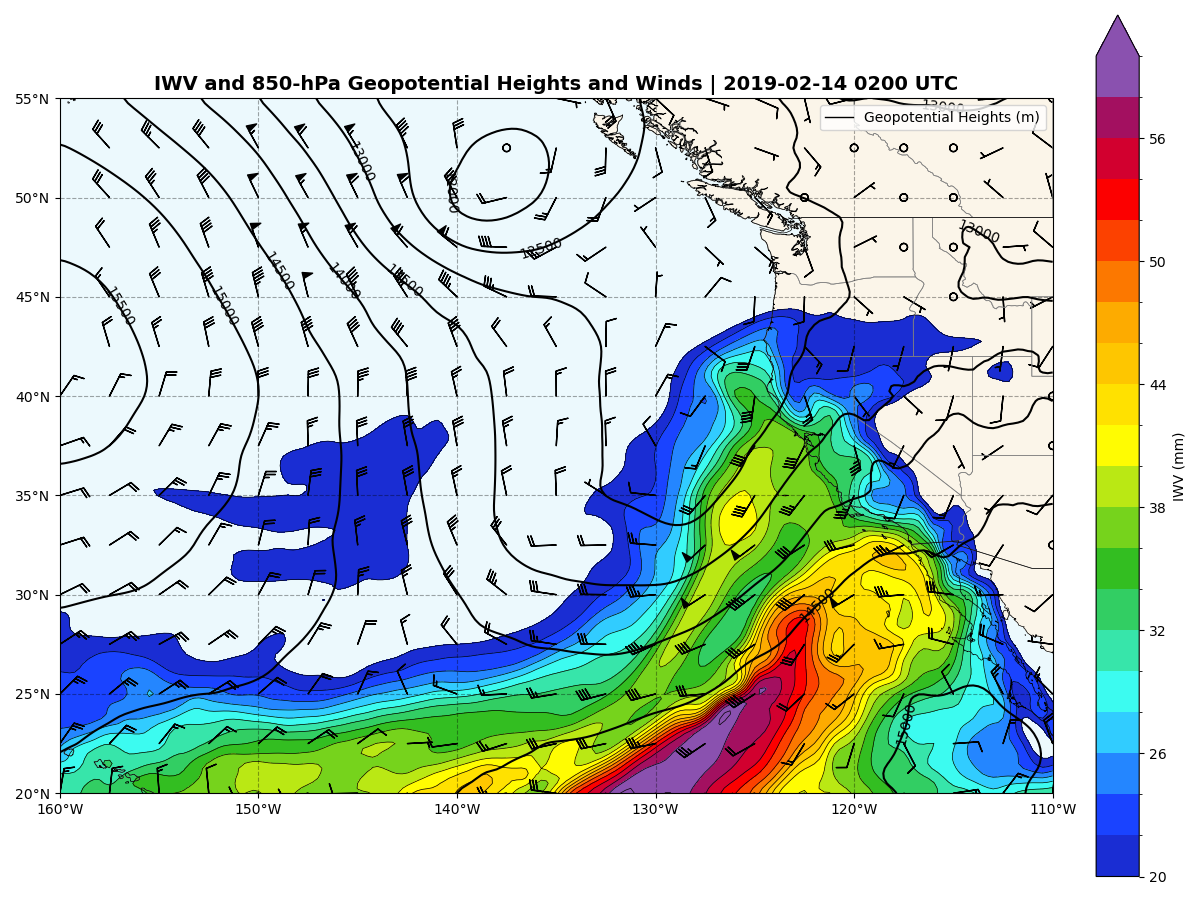 IWV and 850-hPa Geopotential Heights and Winds | 2019-02-14 0200 UTC
Geopotential Heights (m)
55°N
50°N
45°N
40°N
35°N
30°N
25°N
20°N
160°W
150°W
140°W
130°W
120°W
110°W
13000
13000
12500
13000
14500
14000
15500
15000
14500
15000
56
50
44
38
32
26
20
IWV (mm)